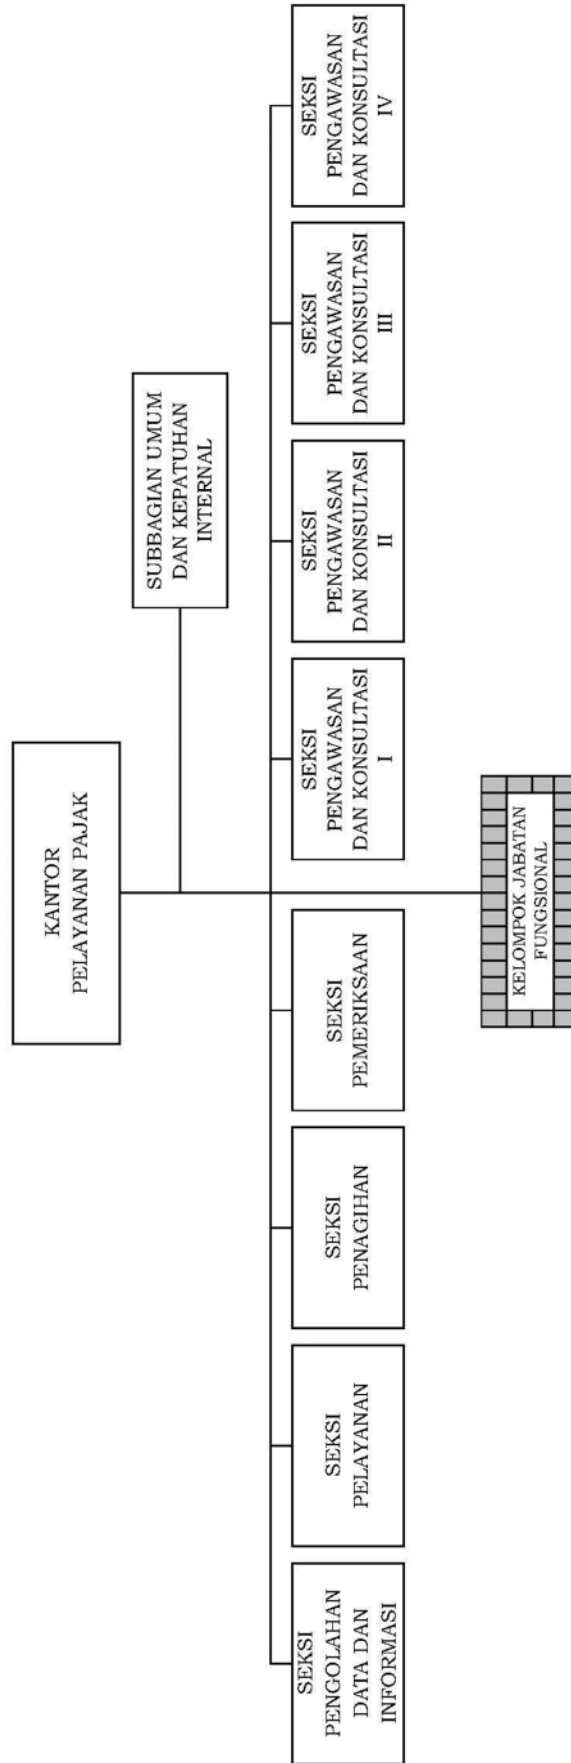 KANTOR
PELAYANAN PAJAK
SUBBAGIAN UMUM
DAN KEPATUHAN
INTERNAL
SEKSI
PENGOLAHAN
DATA DAN
INFORMASI
SEKSI
PELAYANAN
SEKSI
PENAGIHAN
SEKSI
PEMERIKSAAN
SEKSI
PENGAWASAN
DAN KONSULTASI
I
SEKSI
PENGAWASAN
DAN KONSULTASI
II
SEKSI
PENGAWASAN
DAN KONSULTASI
III
SEKSI
PENGAWASAN
DAN KONSULTASI
IV
KELOMPOK JABATAN
FUNGSIONAL